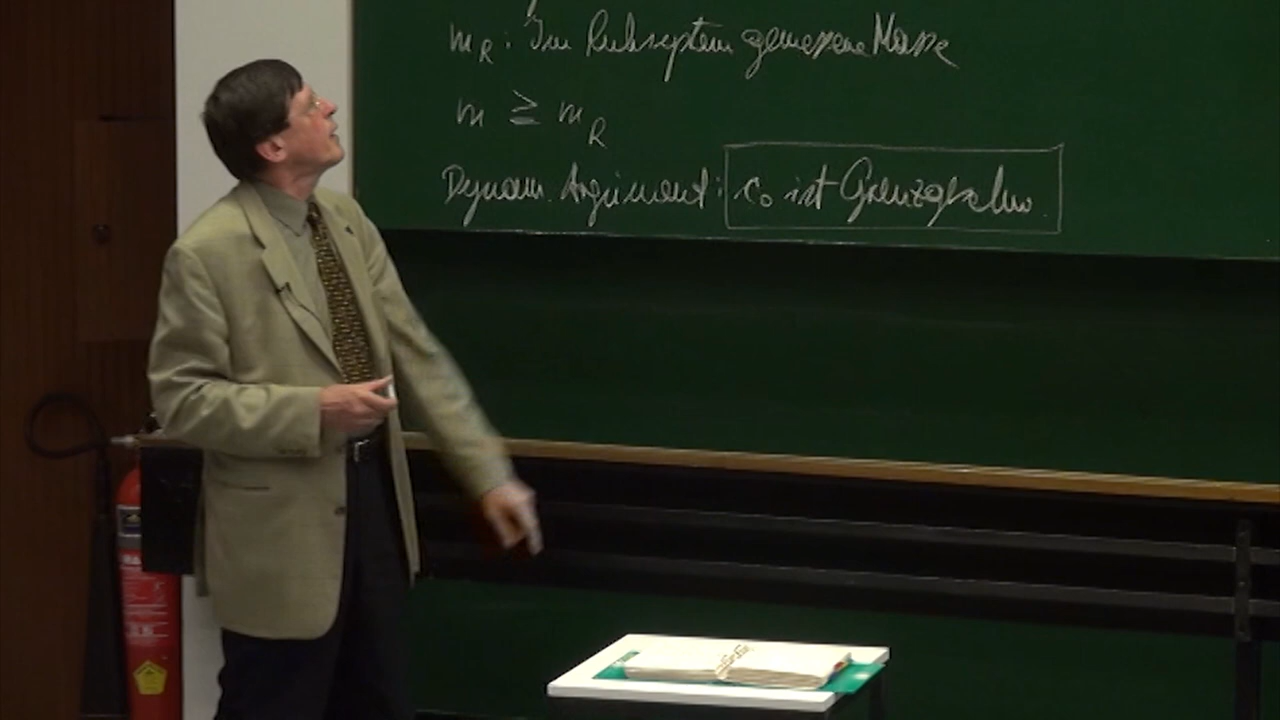 m_R: Im Ruhsystem gemessene Masse
m ≧ m_R
Dynam. Argument: c₀ ist Grenzgeschw.